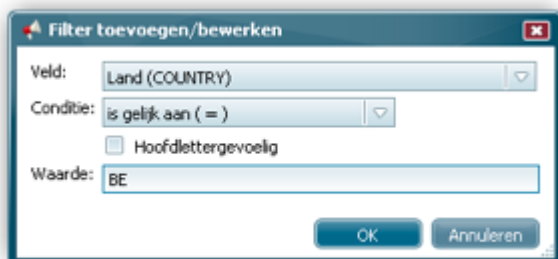 Filter toevoegen/bewerken
Veld: Land (COUNTRY)
Conditie: is gelijk aan ( = )
Hoofdlettergevoelig
Waarde: BE
OK Annuleren